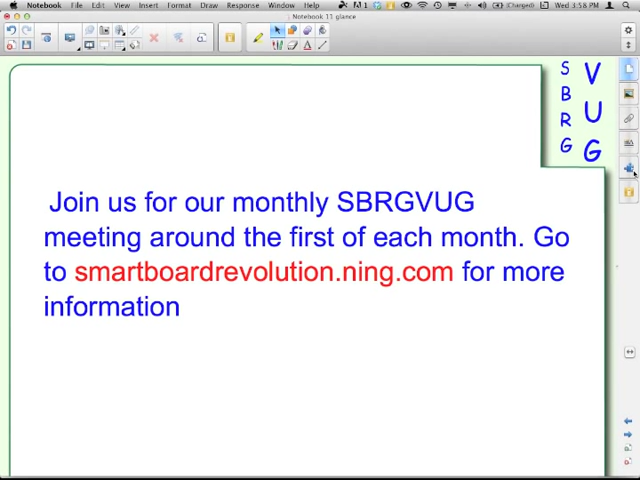 Notebook File Edit View Insert Format Draw Response Window Help
1 (Charged) Wed 3:58 PM
Notebook 11 glance
S B R G
V U G
Join us for our monthly SBRGVUG
meeting around the first of each month. Go
to smartboardrevolution.ning.com for more
information